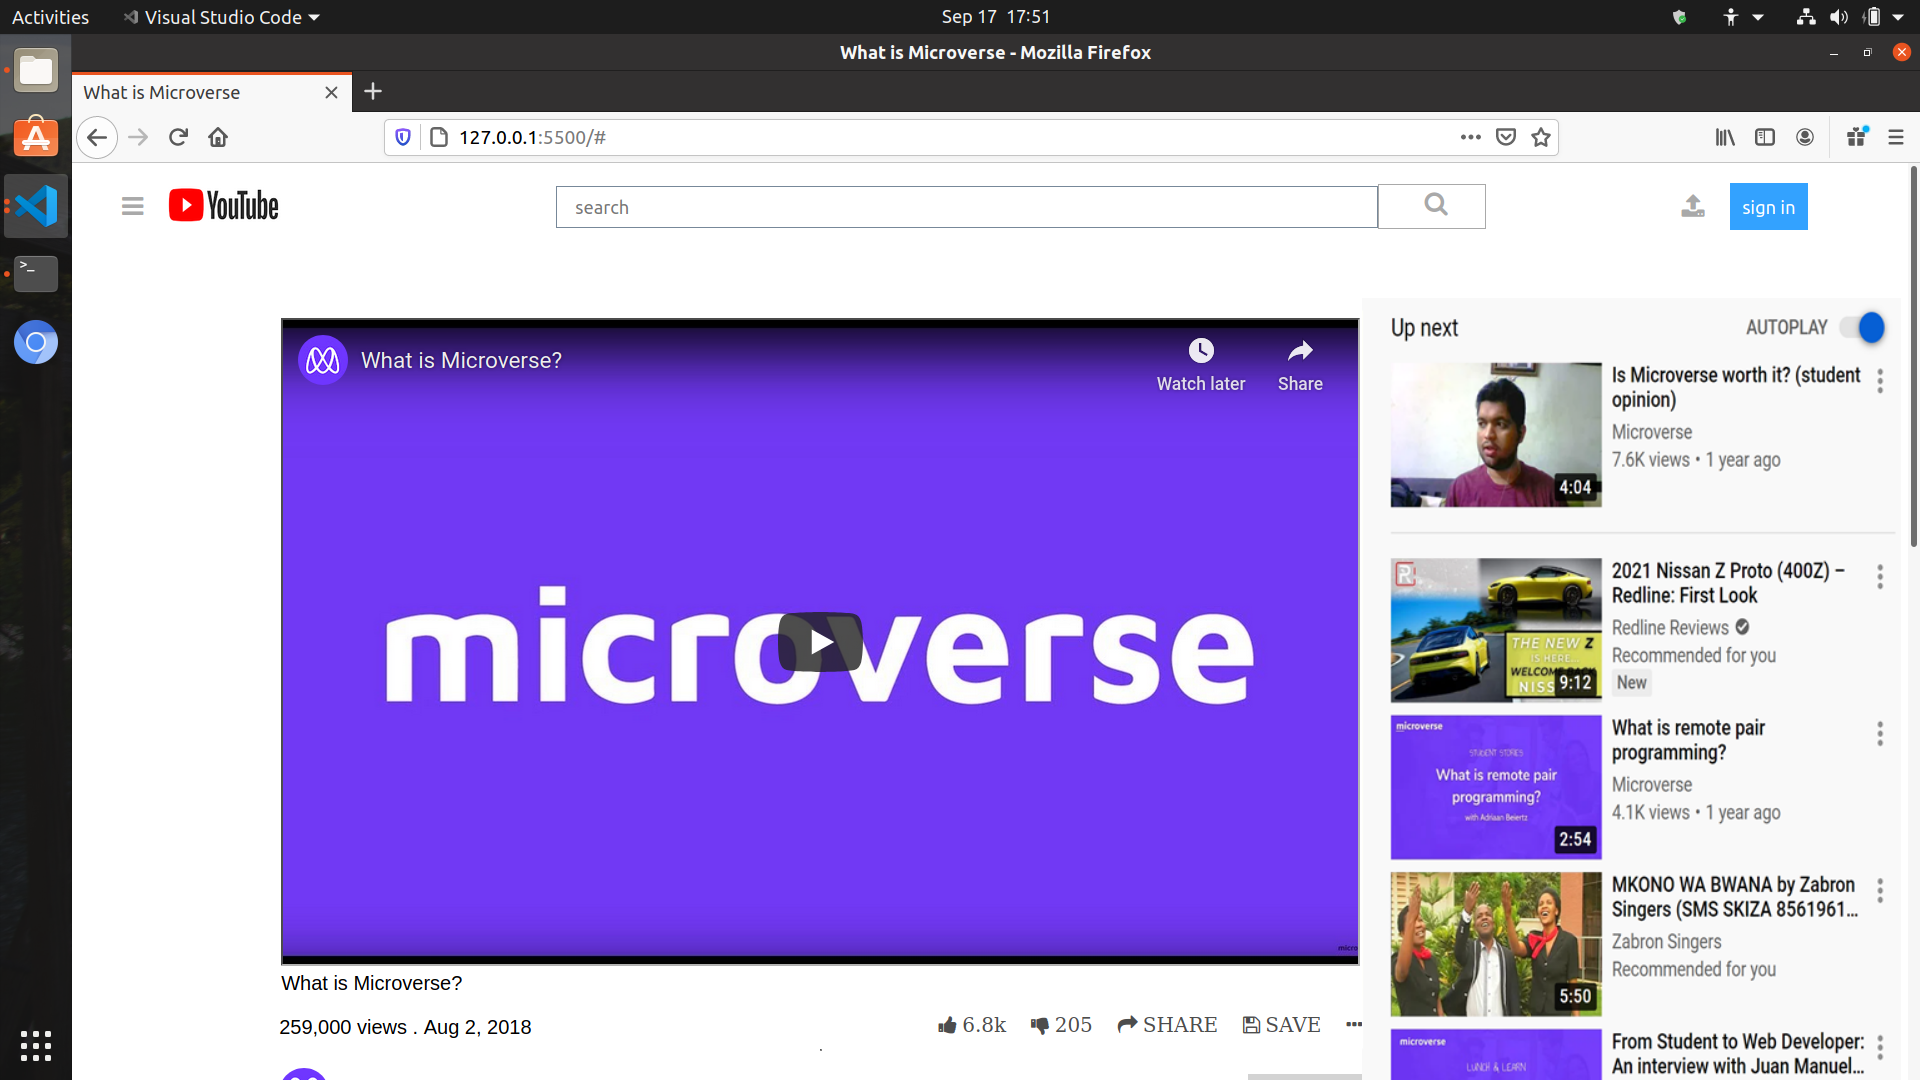 Activities
Visual Studio Code
Sep 17 17:51
What is Microverse - Mozilla Firefox
What is Microverse
127.0.0.1:5500/#
YouTube
search
sign in
What is Microverse?
Watch later
Share
microverse
micro
What is Microverse?
259,000 views . Aug 2, 2018
6.8k
205
SHARE
SAVE
Up next
AUTOPLAY
4:04
Is Microverse worth it? (student
opinion)
Microverse
7.6K views • 1 year ago
R
THE NEW Z
IS HERE...
WELCOME BACK
NISS
9:12
2021 Nissan Z Proto (400Z) –
Redline: First Look
Redline Reviews
Recommended for you
New
microverse
STUDENT STORIES
What is remote pair
programming?
with Adriaan Beiertz
2:54
What is remote pair
programming?
Microverse
4.1K views • 1 year ago
5:50
MKONO WA BWANA by Zabron
Singers (SMS SKIZA 8561961...
Zabron Singers
Recommended for you
microverse
LUNCH & LEARN
From Student to Web Developer:
An interview with Juan Manuel...